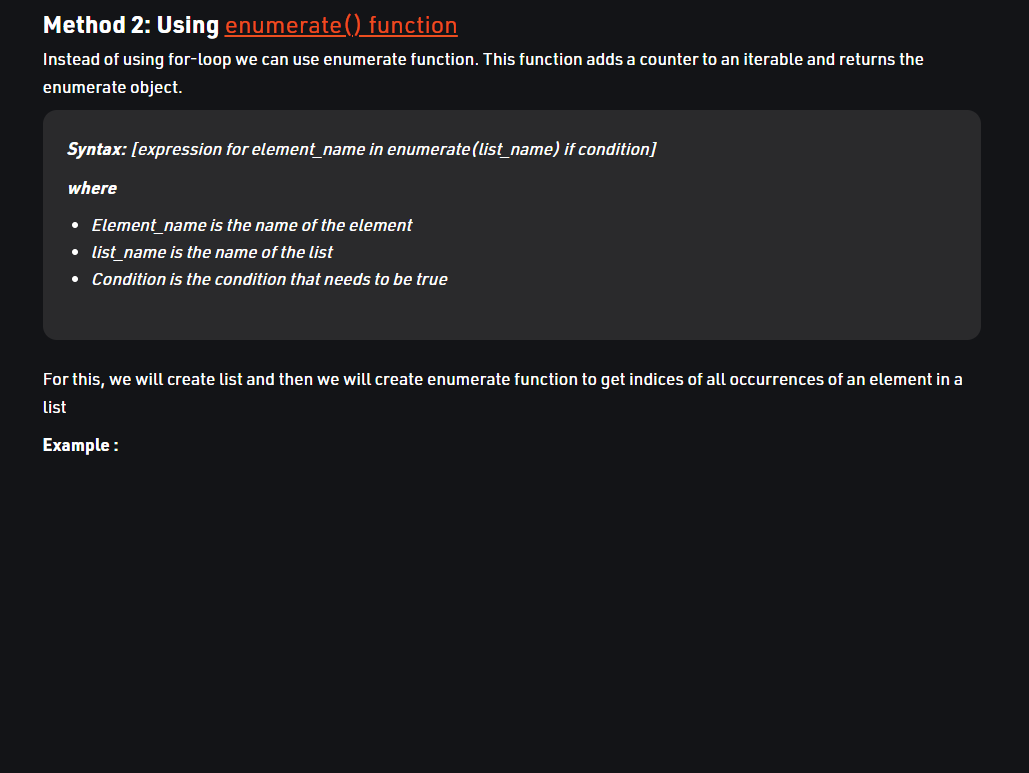 Method 2: Using enumerate() function
Instead of using for-loop we can use enumerate function. This function adds a counter to an iterable and returns the
enumerate object.
Syntax: [expression for element_name in enumerate(list_name) if condition]
where
• Element_name is the name of the element
• list_name is the name of the list
• Condition is the condition that needs to be true
For this, we will create list and then we will create enumerate function to get indices of all occurrences of an element in a
list
Example :